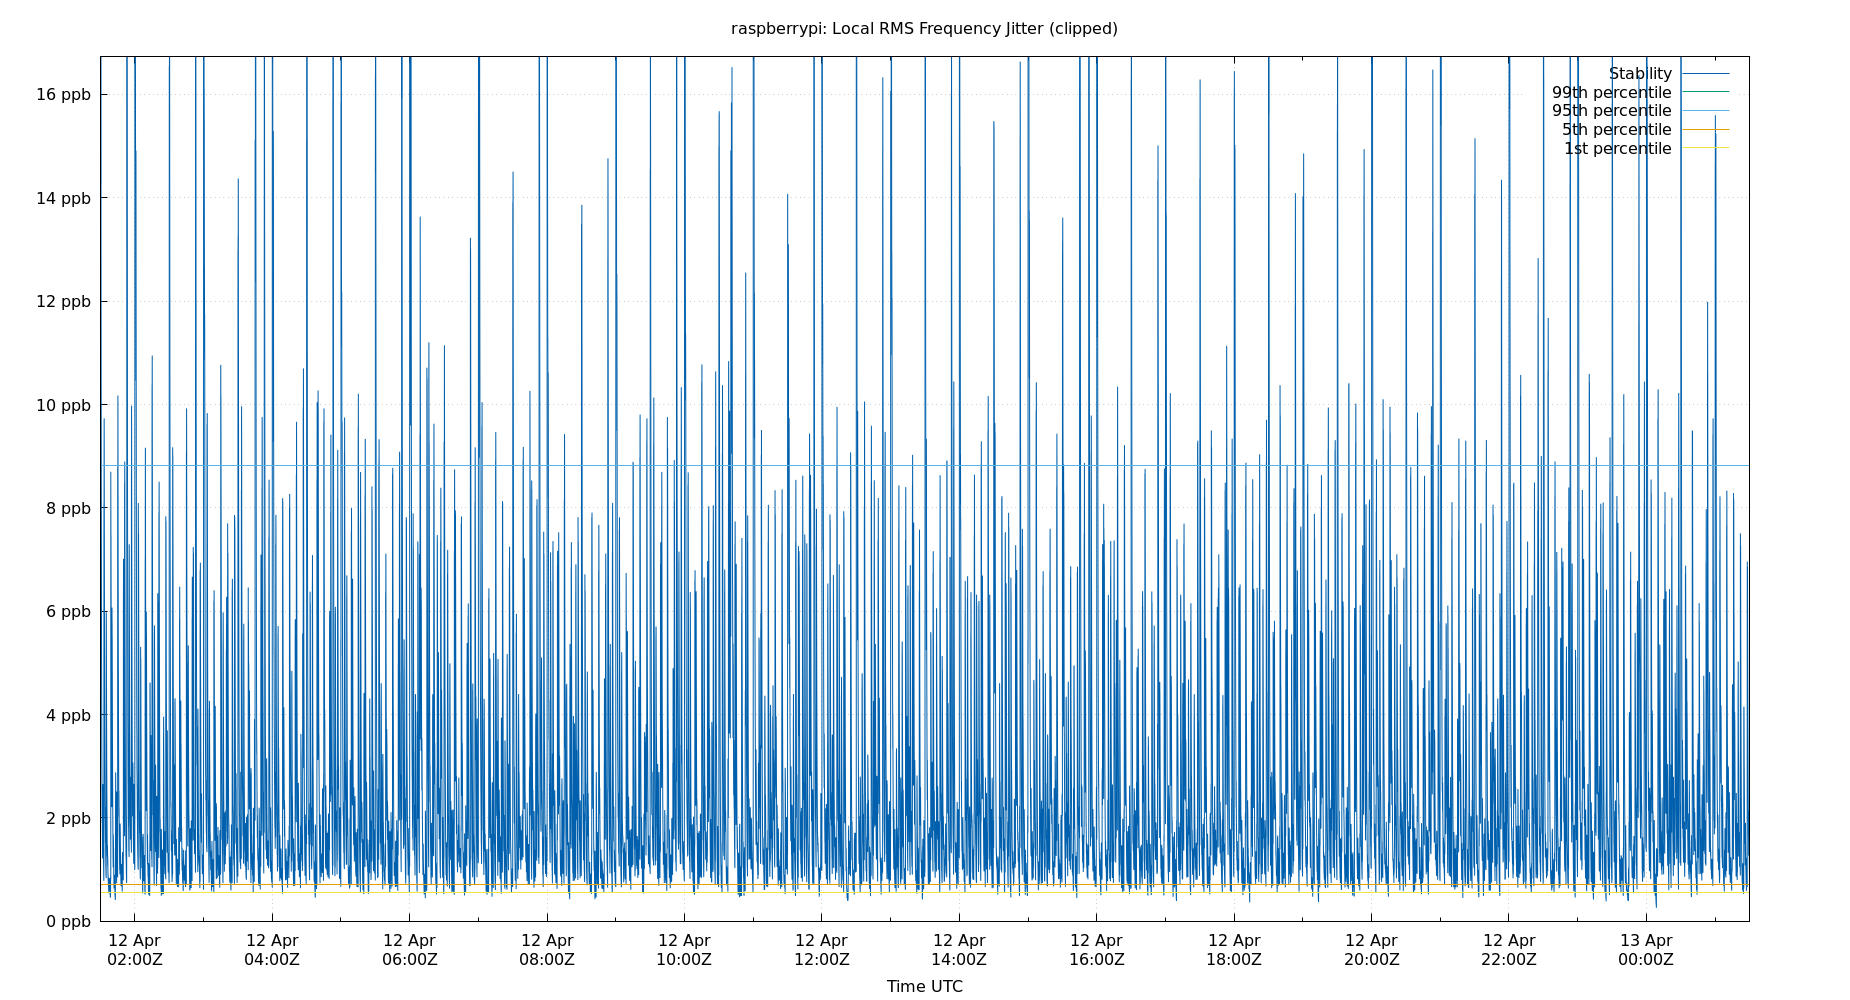 raspberrypi: Local RMS Frequency Jitter (clipped)
Stability
99th percentile
95th percentile
5th percentile
1st percentile
16 ppb
14 ppb
12 ppb
10 ppb
8 ppb
6 ppb
4 ppb
2 ppb
0 ppb
12 Apr 12 Apr 12 Apr 12 Apr 12 Apr 12 Apr 12 Apr 12 Apr 12 Apr 12 Apr 12 Apr 13 Apr
02:00Z 04:00Z 06:00Z 08:00Z 10:00Z 12:00Z 14:00Z 16:00Z 18:00Z 20:00Z 22:00Z 00:00Z
Time UTC